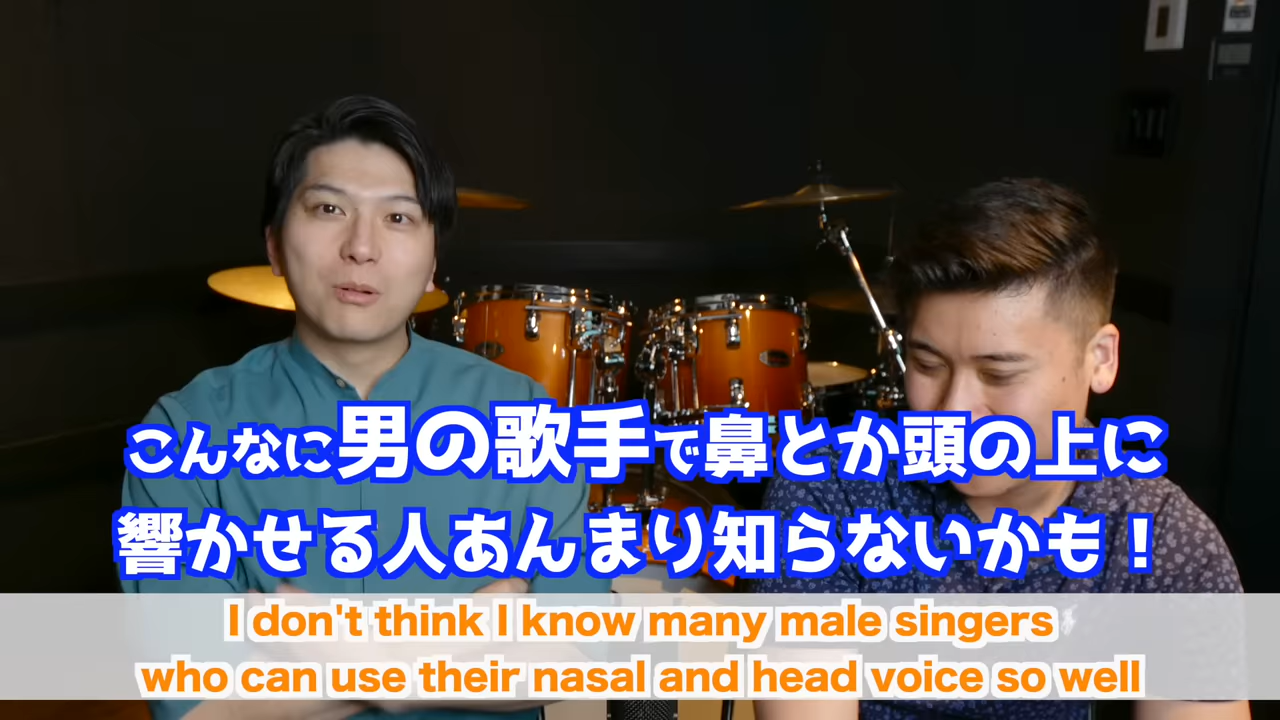 こんなに男の歌手で鼻とか頭の上に
響かせる人あんまり知らないかも！
I don't think I know many male singers
who can use their nasal and head voice so well